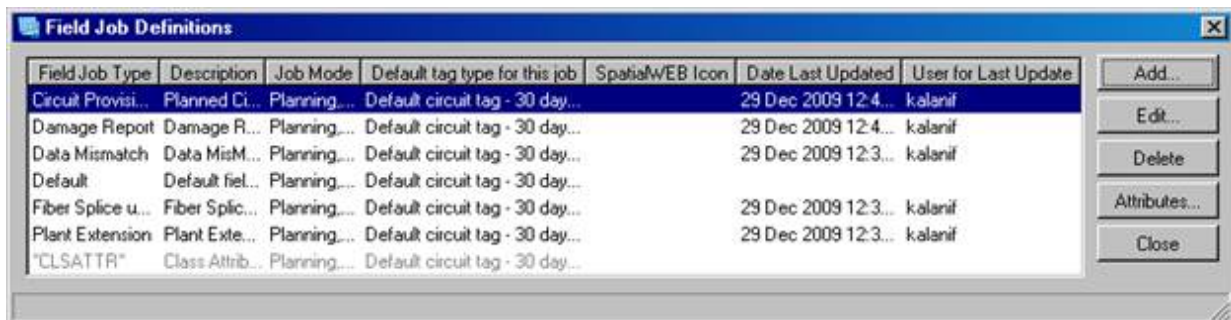 Field Job Definitions
Field Job Type Description Job Mode Default tag type for this job SpatialWEB Icon Date Last Updated User for Last Update
Circuit Provisi... Planned Ci... Planning,... Default circuit tag - 30 day... 29 Dec 2009 12:4... kalanif
Damage Report Damage R... Planning,... Default circuit tag - 30 day... 29 Dec 2009 12:4... kalanif
Data Mismatch Data MisM... Planning,... Default circuit tag - 30 day... 29 Dec 2009 12:3... kalanif
Default Default fiel... Planning,... Default circuit tag - 30 day...
Fiber Splice u... Fiber Splic... Planning,... Default circuit tag - 30 day... 29 Dec 2009 12:3... kalanif
Plant Extension Plant Exte... Planning,... Default circuit tag - 30 day... 29 Dec 2009 12:3... kalanif
"CLSATTR" Class Attrib... Planning,... Default circuit tag - 30 day...
Add...
Edit...
Delete
Attributes...
Close